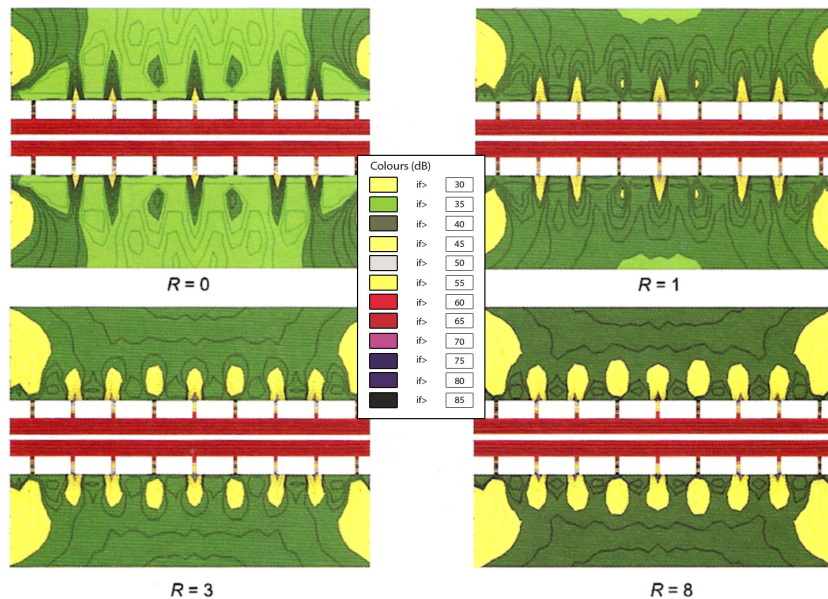 Colours (dB)
if> 30
if> 35
if> 40
if> 45
if> 50
if> 55
if> 60
if> 65
if> 70
if> 75
if> 80
if> 85
R = 0
R = 1
R = 3
R = 8